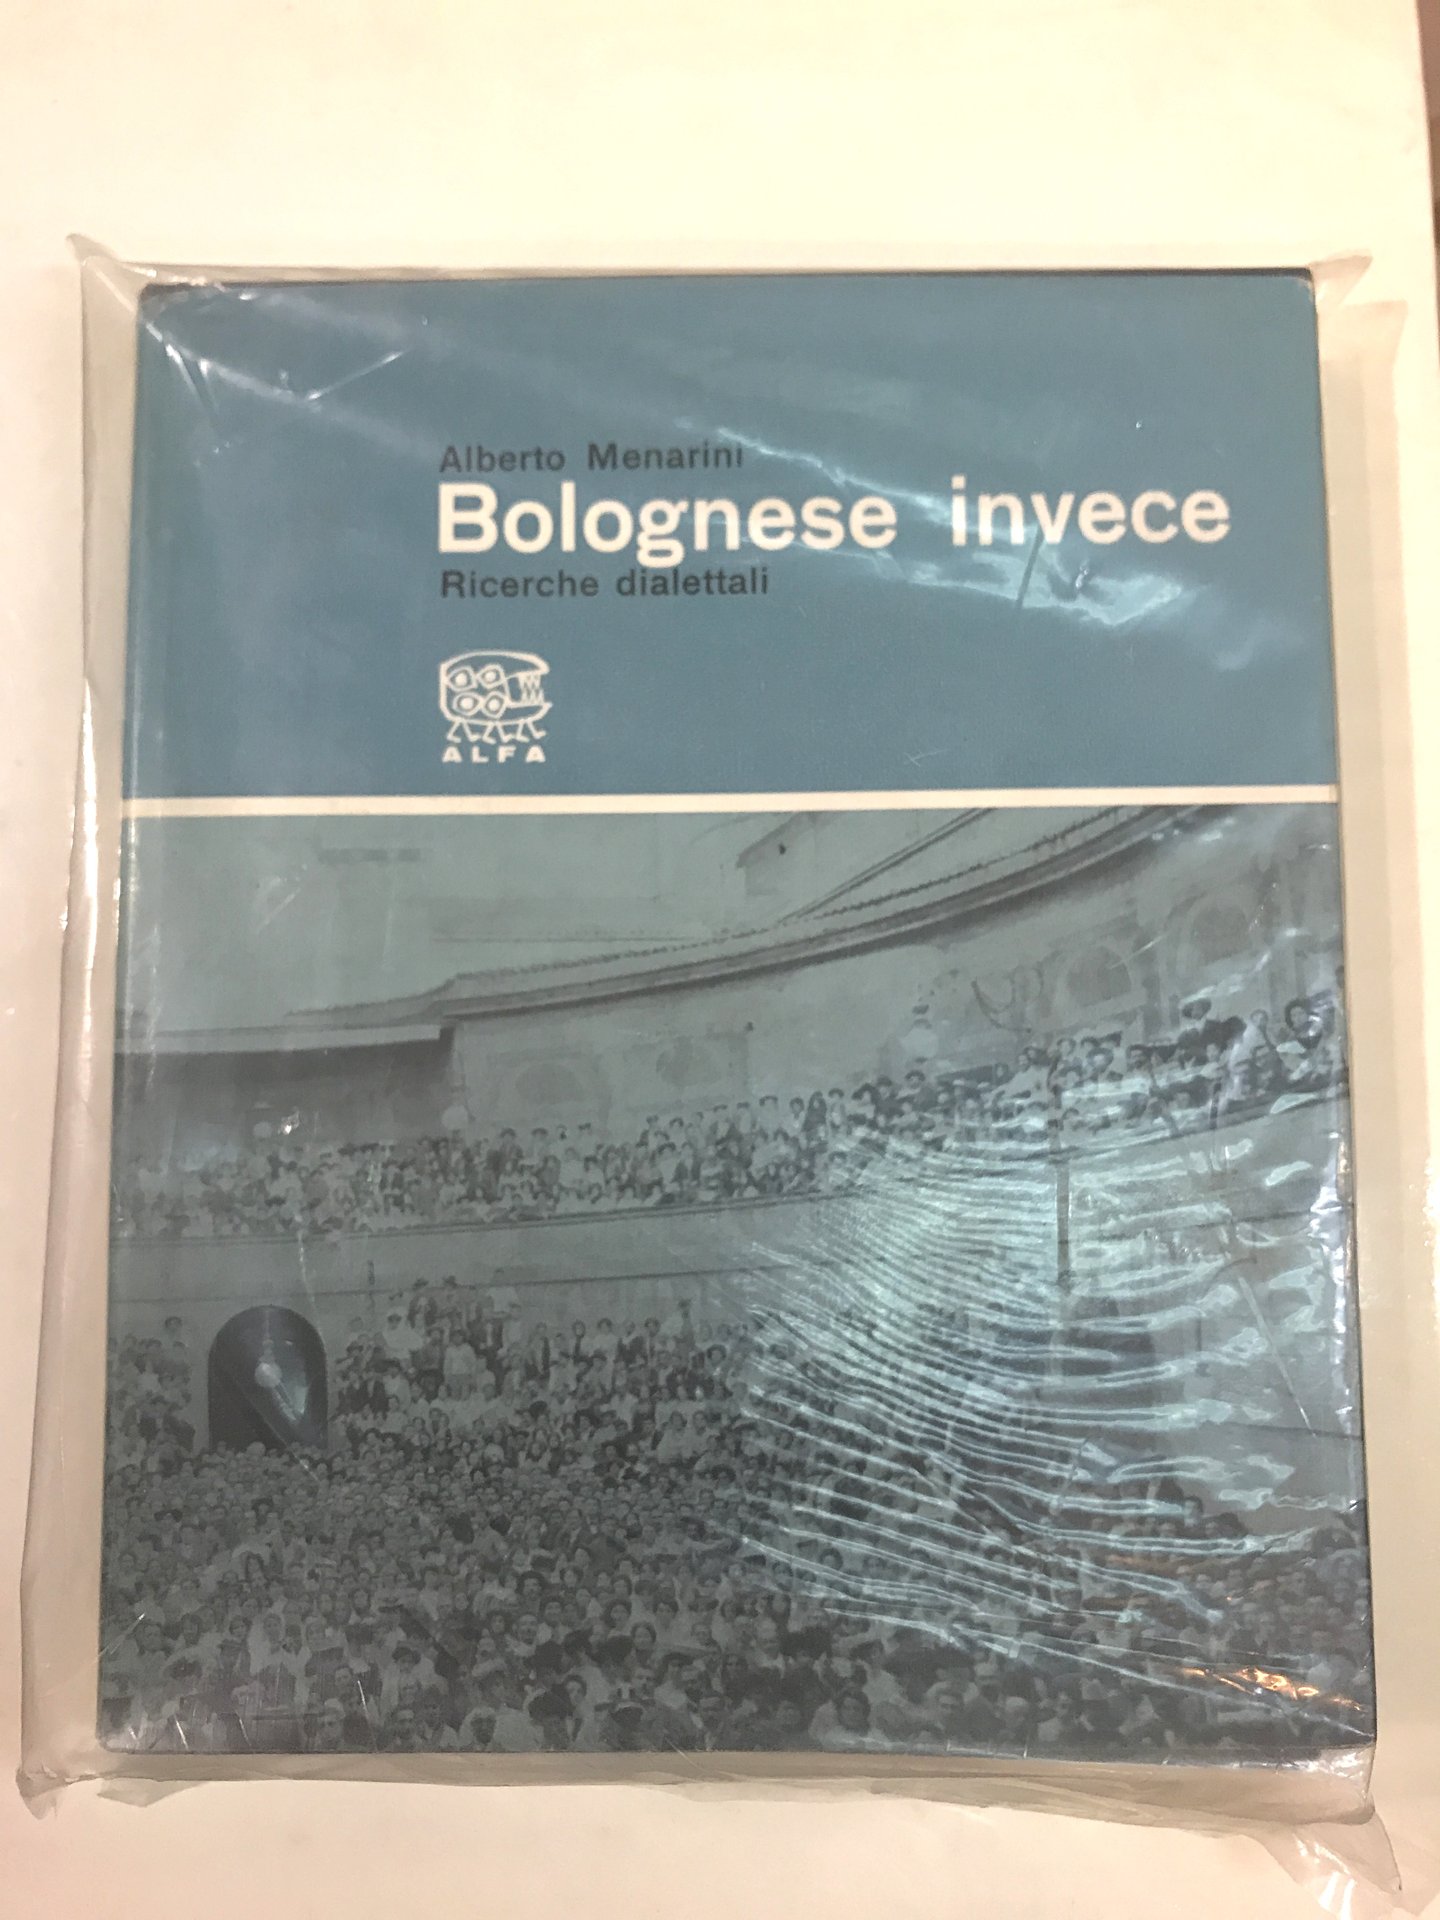 Alberto Menarini
Bolognese invece
Ricerche dialettali
ALFA